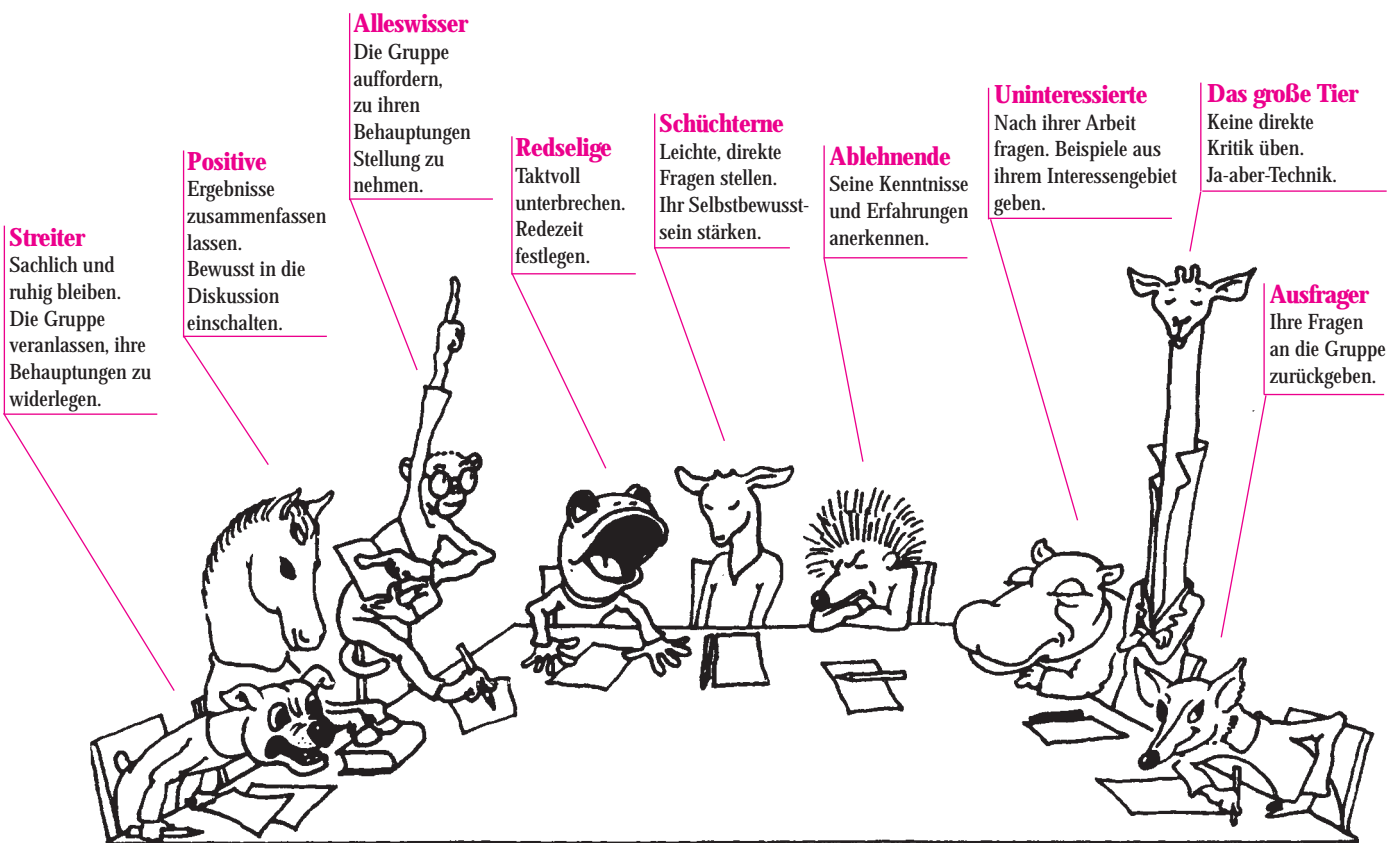 Streiter
Sachlich und
ruhig bleiben.
Die Gruppe
veranlassen, ihre
Behauptungen zu
widerlegen.
Positive
Ergebnisse
zusammenfassen
lassen.
Bewusst in die
Diskussion
einschalten.
Alleswisser
Die Gruppe
auffordern,
zu ihren
Behauptungen
Stellung zu
nehmen.
Redselige
Taktvoll
unterbrechen.
Redezeit
festlegen.
Schüchterne
Leichte, direkte
Fragen stellen.
Ihr Selbstbewusst-
sein stärken.
Ablehnende
Seine Kenntnisse
und Erfahrungen
anerkennen.
Uninteressierte
Nach ihrer Arbeit
fragen. Beispiele aus
ihrem Interessengebiet
geben.
Das große Tier
Keine direkte
Kritik üben.
Ja-aber-Technik.
Ausfrager
Ihre Fragen
an die Gruppe
zurückgeben.